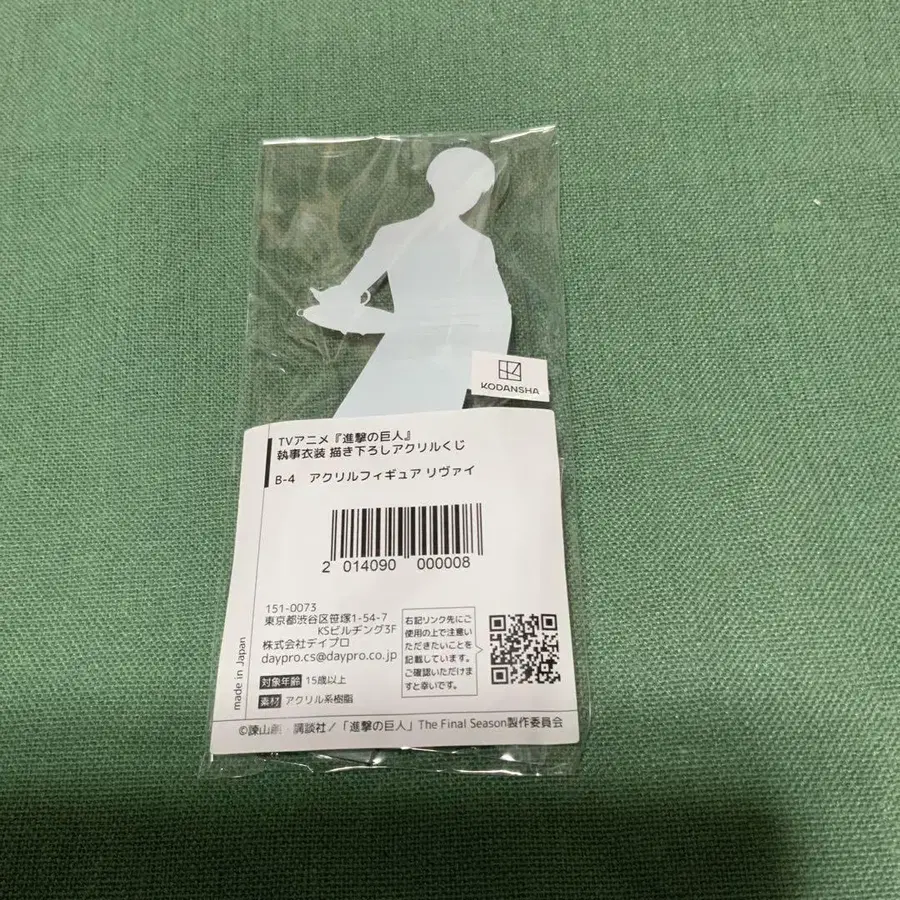 KODANSHA
TVアニメ『進撃の巨人』
執事衣装 描き下ろしアクリルくじ
B-4 アクリルフィギュア リヴァイ
2 014090 000008
151-0073
東京都渋谷区笹塚1-54-7
KSビルヂング3F
株式会社デイプロ
daypro.cs@daypro.co.jp
対象年齢 15歳以上
素材 アクリル系樹脂
右記リンク先にご
使用の上で注意い
ただきたいことを
記載しています。
ご確認いただけま
すと幸いです。
made in Japan
©諫山創・講談社/「進撃の巨人」The Final Season製作委員会